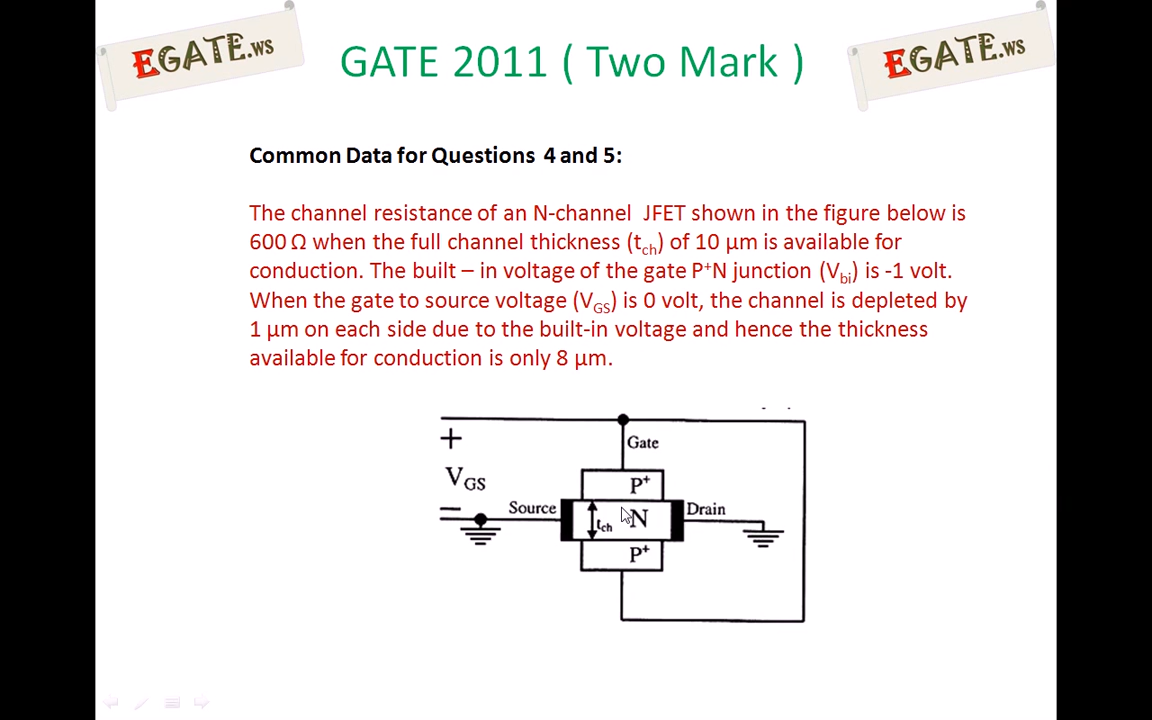 EGATE.ws
GATE 2011 ( Two Mark )
EGATE.ws
Common Data for Questions 4 and 5:
The channel resistance of an N-channel JFET shown in the figure below is
600 Ω when the full channel thickness (tch) of 10 μm is available for
conduction. The built – in voltage of the gate P+N junction (Vbi) is -1 volt.
When the gate to source voltage (VGS) is 0 volt, the channel is depleted by
1 μm on each side due to the built-in voltage and hence the thickness
available for conduction is only 8 μm.
+
Gate
VGS
P+
–
Source
tch
N
Drain
P+